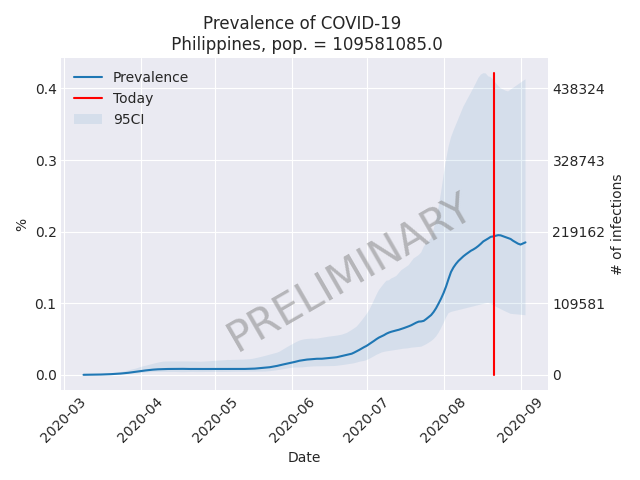 Prevalence of COVID-19
Philippines, pop. = 109581085.0
Prevalence
Today
95CI
PRELIMINARY
%
0.4
0.3
0.2
0.1
0.0
438324
328743
219162
109581
0
# of infections
2020-03
2020-04
2020-05
2020-06
2020-07
2020-08
2020-09
Date